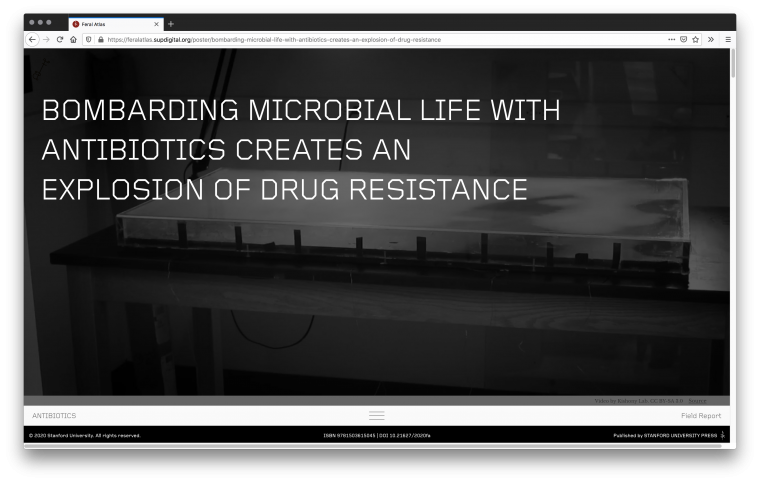 Feral Atlas
https://feralatlas.supdigital.org/poster/bombarding-microbial-life-with-antibiotics-creates-an-explosion-of-drug-resistance
BOMBARDING MICROBIAL LIFE WITH
ANTIBIOTICS CREATES AN
EXPLOSION OF DRUG RESISTANCE
Video by Kishony Lab. CC BY-SA 2.0 - Source
ANTIBIOTICS
Field Report
© 2020 Stanford University. All rights reserved.
ISBN 9781503615045 | DOI 10.21627/2020fa
Published by STANFORD UNIVERSITY PRESS